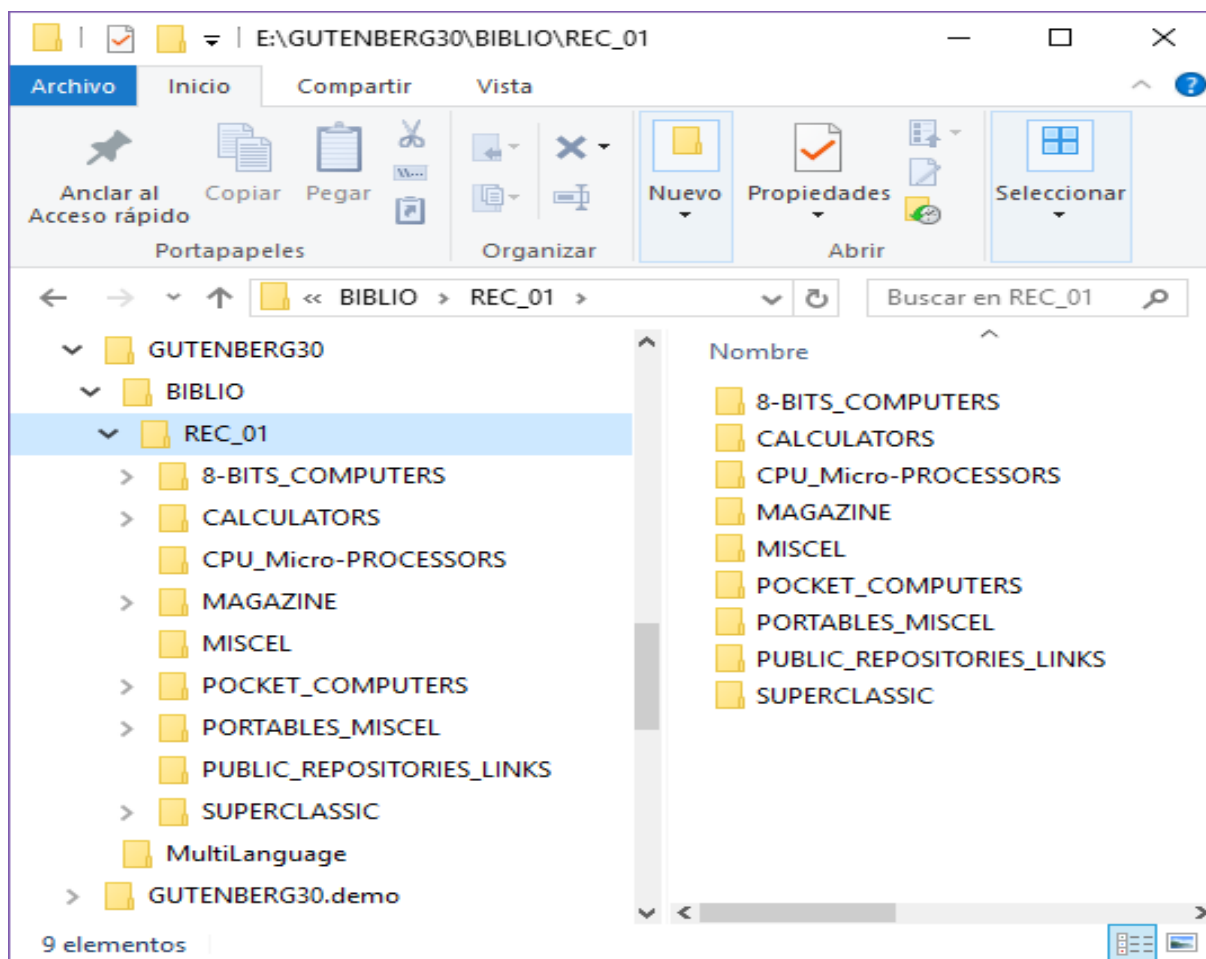 E:\GUTENBERG30\BIBLIO\REC_01
Archivo Inicio Compartir Vista
Anclar al Acceso rápido
Copiar
Pegar
Nuevo
Propiedades
Seleccionar
Portapapeles Organizar Abrir
« BIBLIO > REC_01 > Buscar en REC_01
GUTENBERG30
BIBLIO
REC_01
8-BITS_COMPUTERS
CALCULATORS
CPU_Micro-PROCESSORS
MAGAZINE
MISCEL
POCKET_COMPUTERS
PORTABLES_MISCEL
PUBLIC_REPOSITORIES_LINKS
SUPERCLASSIC
MultiLanguage
GUTENBERG30.demo
Nombre
8-BITS_COMPUTERS
CALCULATORS
CPU_Micro-PROCESSORS
MAGAZINE
MISCEL
POCKET_COMPUTERS
PORTABLES_MISCEL
PUBLIC_REPOSITORIES_LINKS
SUPERCLASSIC
9 elementos